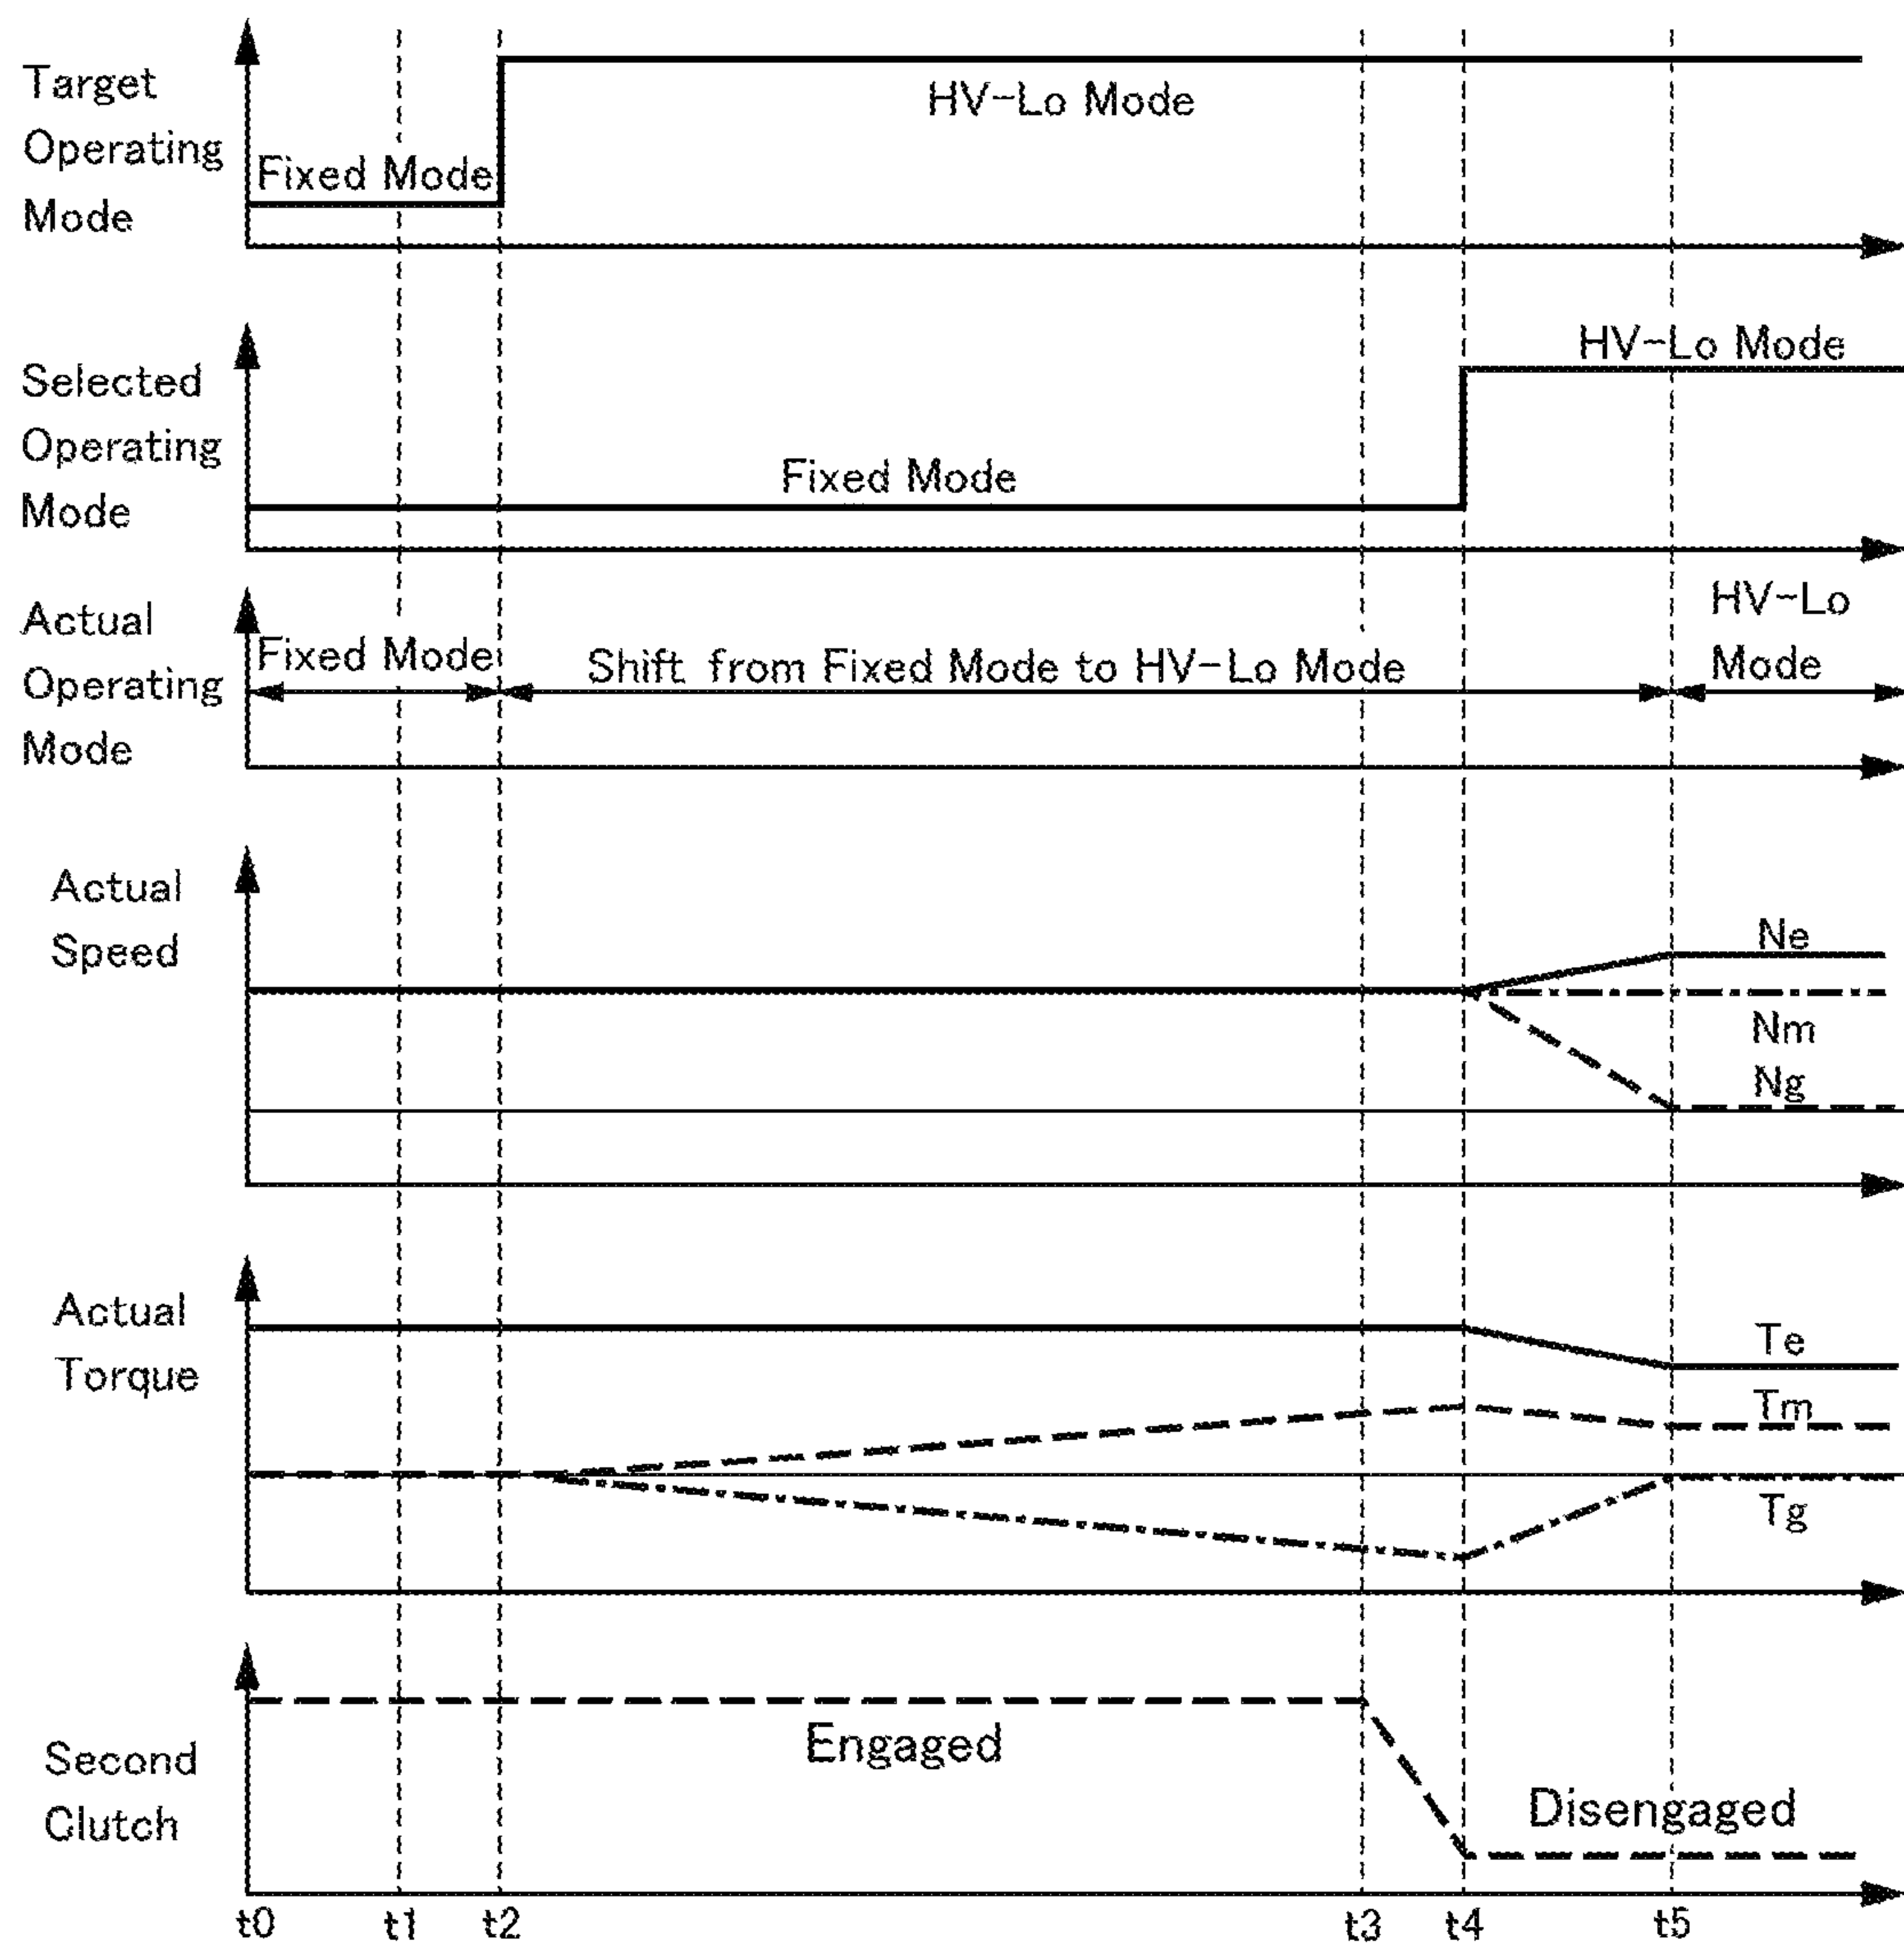 Target
Operating
Mode
Fixed Mode
HV-Lo Mode
Selected
Operating
Mode
Fixed Mode
HV-Lo Mode
Actual
Operating
Mode
Fixed Mode
Shift from Fixed Mode to HV-Lo Mode
HV-Lo
Mode
Actual
Speed
Ne
Nm
Ng
Actual
Torque
Te
Tm
Tg
Second
Clutch
Engaged
Disengaged
t0 t1 t2 t3 t4 t5